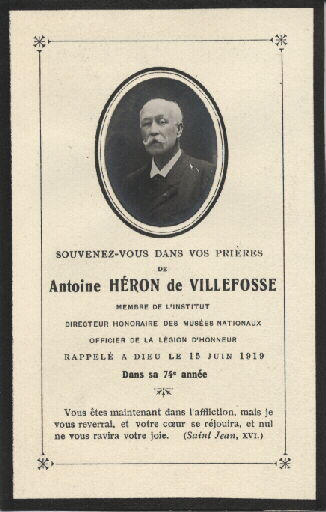 SOUVENEZ-VOUS DANS VOS PRIÈRES
DE
Antoine HÉRON de VILLEFOSSE
MEMBRE DE L'INSTITUT
DIRECTEUR HONORAIRE DES MUSÉES NATIONAUX
OFFICIER DE LA LÉGION D'HONNEUR
RAPPELÉ A DIEU LE 15 JUIN 1919
Dans sa 74e année
Vous êtes maintenant dans l'affliction, mais je
vous reverrai, et votre cœur se réjouira, et nul
ne vous ravira votre joie. (Saint Jean, XVI.)